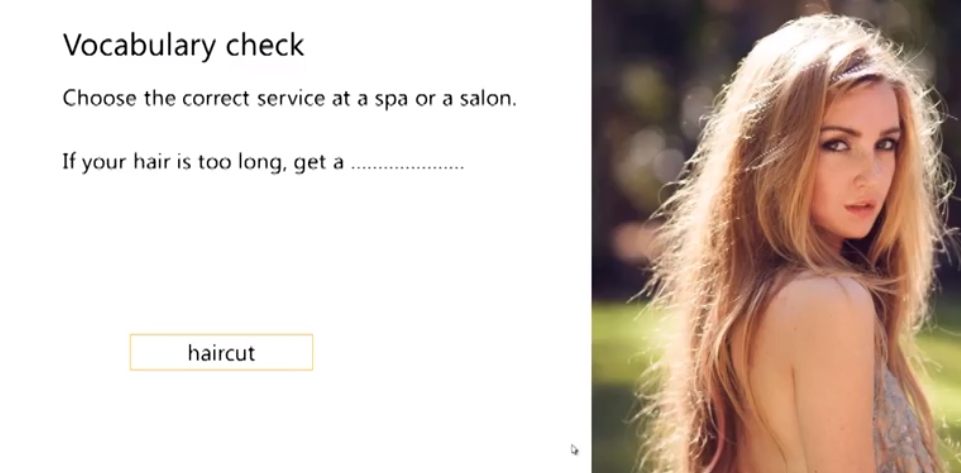 Vocabulary check
Choose the correct service at a spa or a salon.
If your hair is too long, get a .....................
haircut